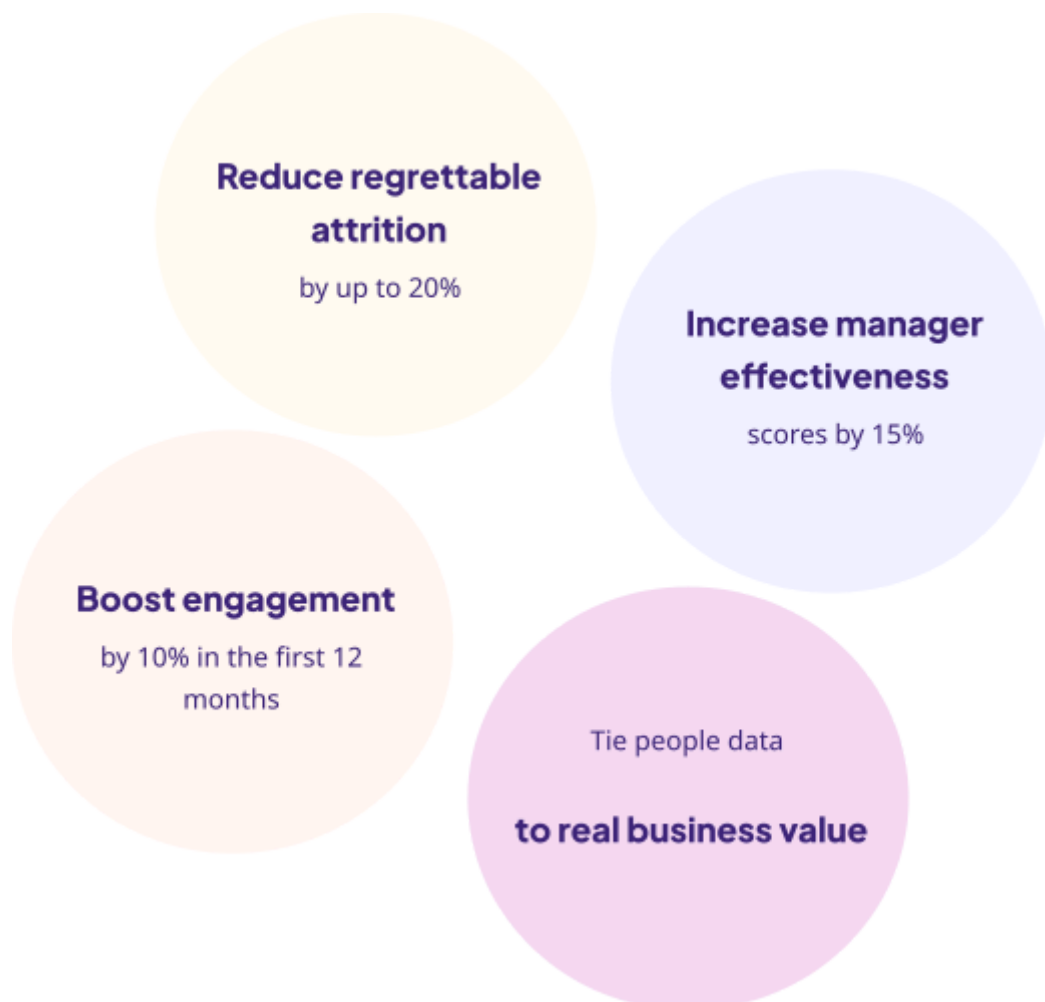 Reduce regrettable
attrition
by up to 20%
Increase manager
effectiveness
scores by 15%
Boost engagement
by 10% in the first 12
months
Tie people data
to real business value